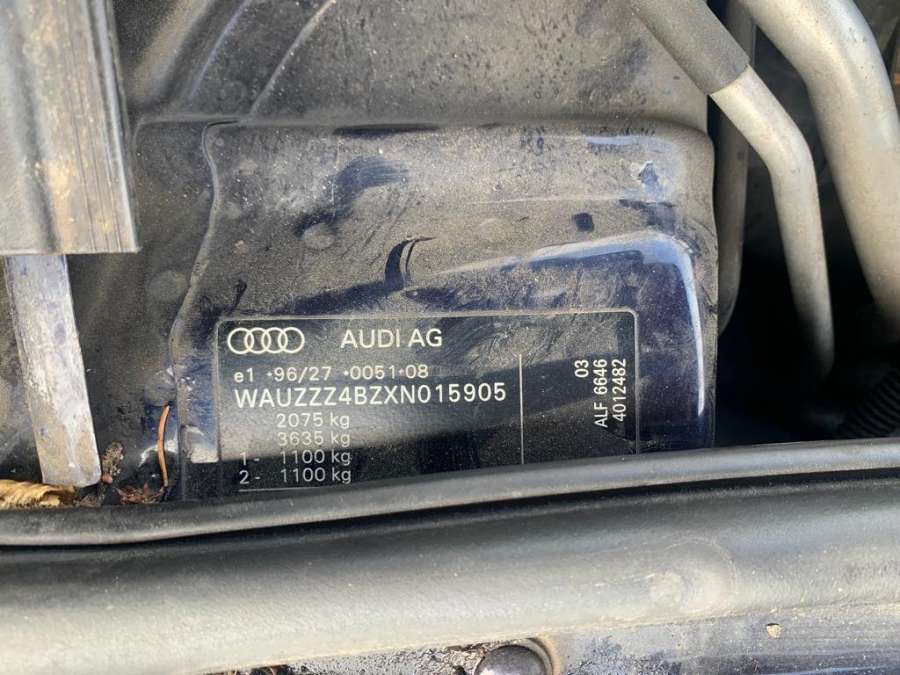 AUDI AG
e1 *96/27 *0051*08
WAUZZZ4BZXN015905
2075 kg
3635 kg
1- 1100 kg
2- 1100 kg
03
ALF 6646
4012482